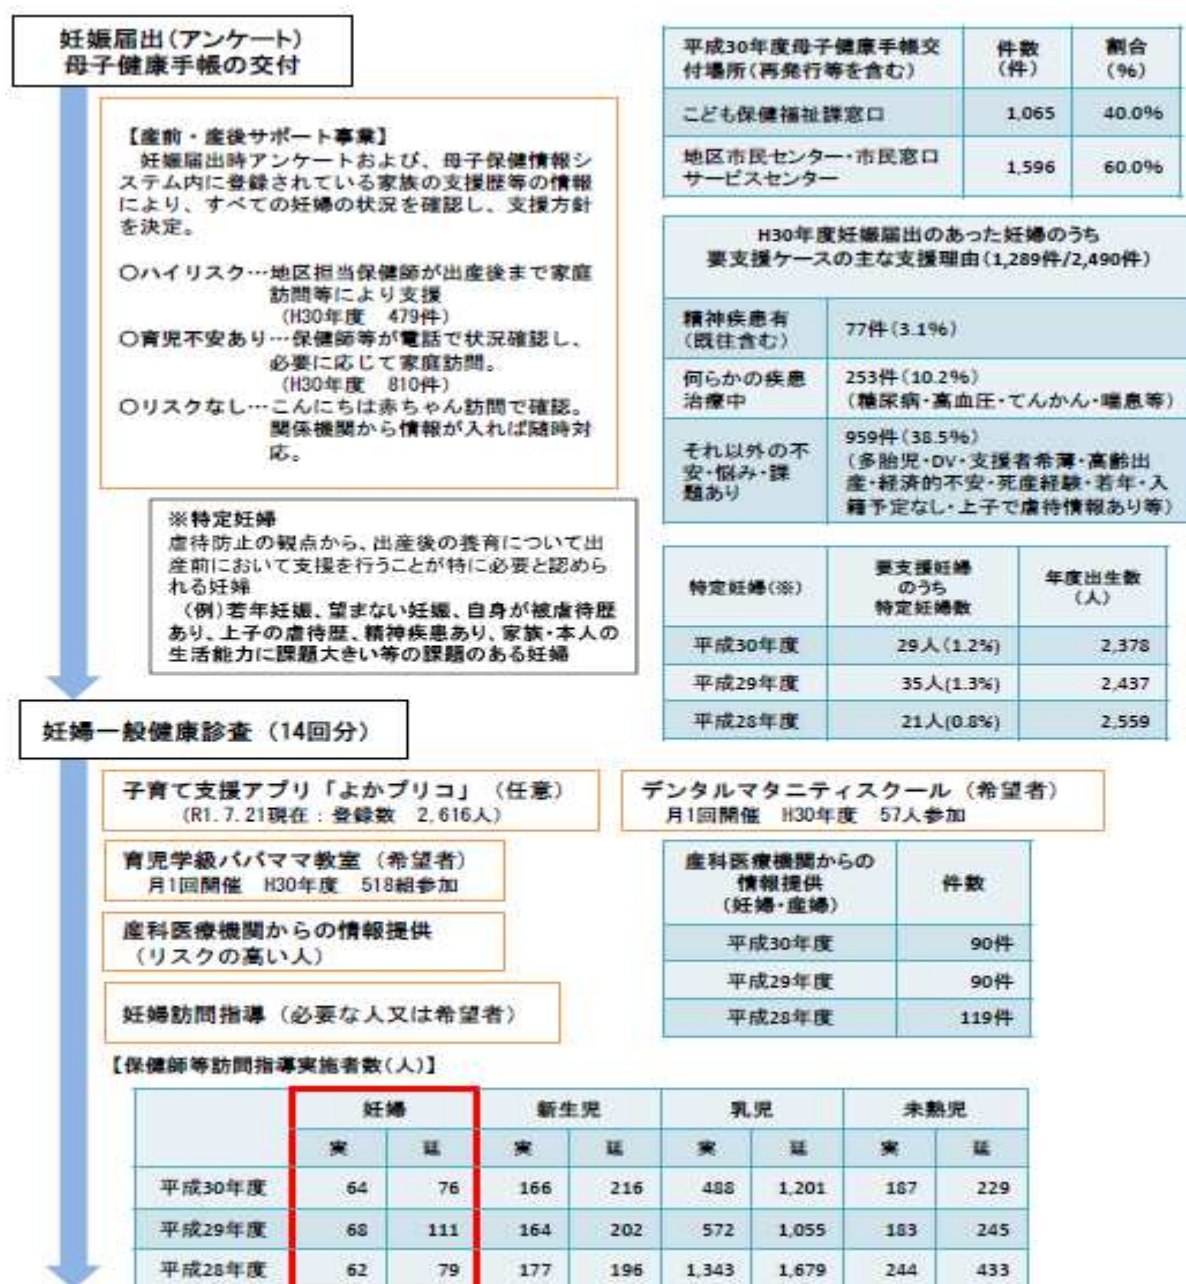 妊娠届出(アンケート)
母子健康手帳の交付
【産前・産後サポート事業】
妊娠届出時アンケートおよび、母子保健情報シ
ステム内に登録されている家族の支援歴等の情報
により、すべての妊婦の状況を確認し、支援方針
を決定。
〇ハイリスク…地区担当保健師が出産後まで家庭
訪問等により支援
(H30年度 479件)
〇育児不安あり…保健師等が電話で状況確認し、
必要に応じて家庭訪問。
(H30年度 810件)
〇リスクなし…こんにちは赤ちゃん訪問で確認。
関係機関から情報が入れば随時対
応。
※特定妊婦
虐待防止の観点から、出産後の養育について出
産前において支援を行うことが特に必要と認めら
れる妊婦
(例)若年妊娠、望まない妊娠、自身が被虐待歴
あり、上子の虐待歴、精神疾患あり、家族・本人の
生活能力に課題大きい等の課題のある妊婦
平成30年度母子健康手帳交
付場所(再発行等を含む) 件数
(件) 割合
(%)
こども保健福祉課窓口 1,065 40.0%
地区市民センター・市民窓口
サービスセンター 1,596 60.0%
H30年度妊娠届出のあった妊婦のうち
要支援ケースの主な支援理由(1,289件/2,490件)
精神疾患有
(既往含む) 77件(3.1%)
何らかの疾患
治療中 253件(10.2%)
(糖尿病・高血圧・てんかん・喘息等)
それ以外の不
安・悩み・課
題あり 959件(38.5%)
(多胎児・DV・支援者希薄・高齢出
産・経済的不安・死産経験・若年・入
籍予定なし・上子で虐待情報あり等)
特定妊婦(※) 要支援妊婦
のうち
特定妊婦数 年度出生数
(人)
平成30年度 29人(1.2%) 2,378
平成29年度 35人(1.3%) 2,437
平成28年度 21人(0.8%) 2,559
妊婦一般健康診査(14回分)
子育て支援アプリ「よかプリコ」(任意)
(R1.7.21現在:登録数 2,616人)
デンタルマタニティスクール(希望者)
月1回開催 H30年度 57人参加
育児学級パパママ教室(希望者)
月1回開催 H30年度 518組参加
産科医療機関からの情報提供
(リスクの高い人)
妊婦訪問指導(必要な人又は希望者)
産科医療機関からの
情報提供
(妊婦・産婦) 件数
平成30年度 90件
平成29年度 90件
平成28年度 119件
【保健師等訪問指導実施者数(人)】
妊婦 新生児 乳児 未熟児
実 延 実 延 実 延 実 延
平成30年度 64 76 166 216 488 1,201 187 229
平成29年度 68 111 164 202 572 1,055 183 245
平成28年度 62 79 177 196 1,343 1,679 244 433